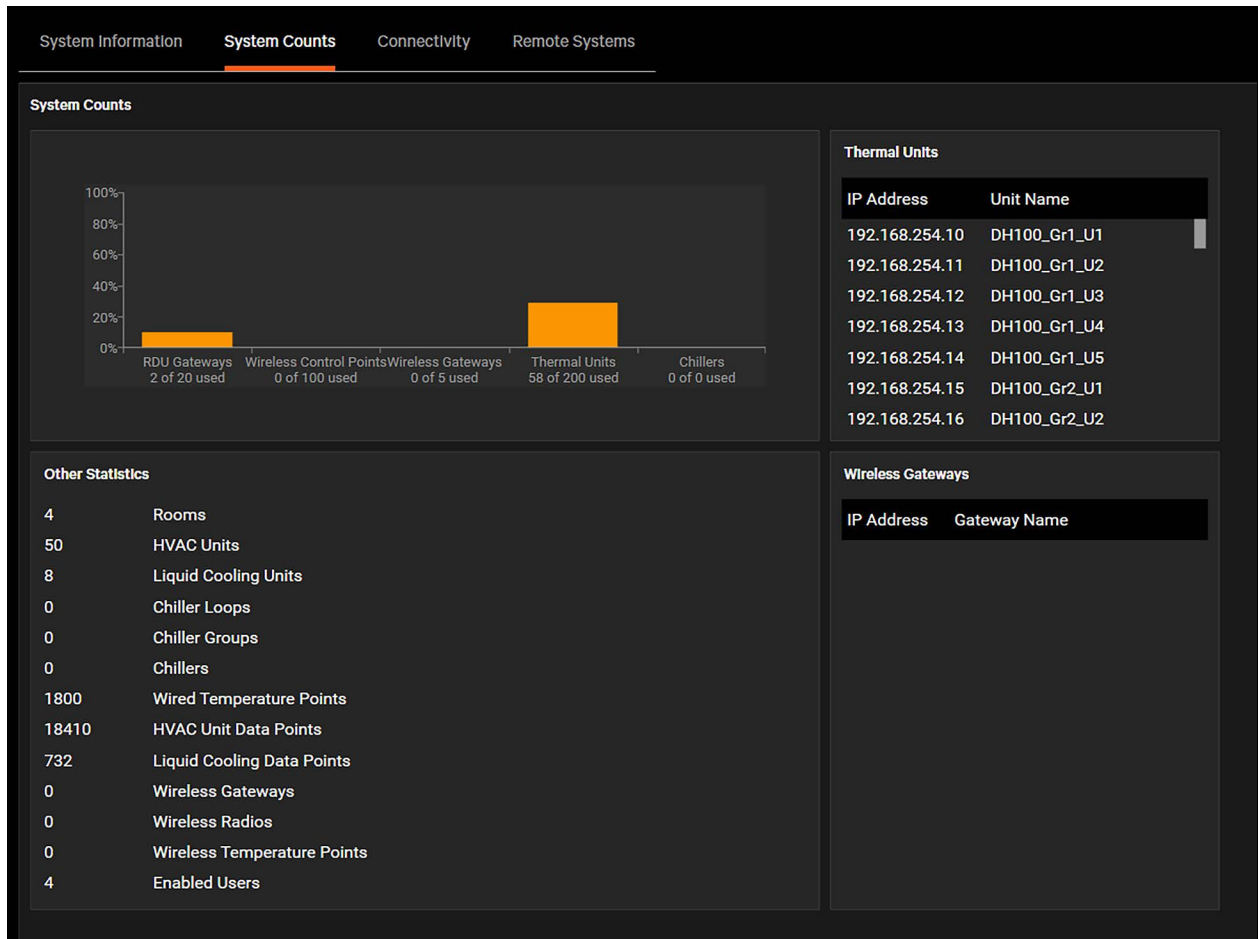 System Information System Counts Connectivity Remote Systems
System Counts
100%
80%
60%
40%
20%
0%
RDU Gateways Wireless Control Points Wireless Gateways Thermal Units Chillers
2 of 20 used 0 of 100 used 0 of 5 used 58 of 200 used 0 of 0 used
Thermal Units
IP Address Unit Name
192.168.254.10 DH100_Gr1_U1
192.168.254.11 DH100_Gr1_U2
192.168.254.12 DH100_Gr1_U3
192.168.254.13 DH100_Gr1_U4
192.168.254.14 DH100_Gr1_U5
192.168.254.15 DH100_Gr2_U1
192.168.254.16 DH100_Gr2_U2
Other Statistics
4 Rooms
50 HVAC Units
8 Liquid Cooling Units
0 Chiller Loops
0 Chiller Groups
0 Chillers
1800 Wired Temperature Points
18410 HVAC Unit Data Points
732 Liquid Cooling Data Points
0 Wireless Gateways
0 Wireless Radios
0 Wireless Temperature Points
4 Enabled Users
Wireless Gateways
IP Address Gateway Name